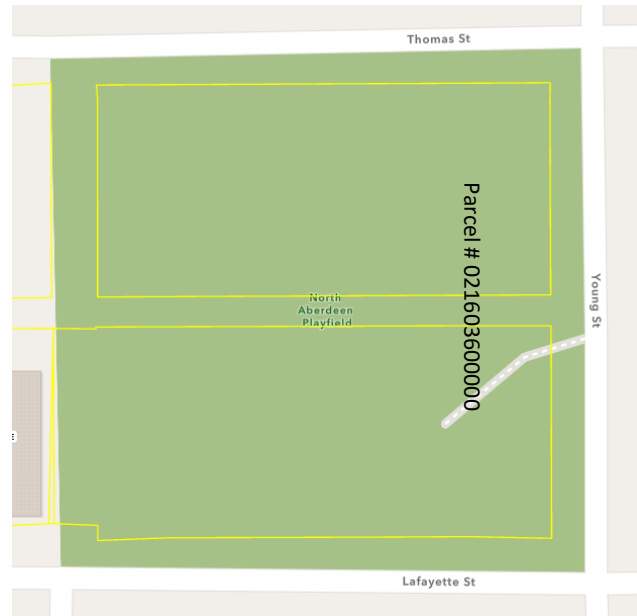 Thomas St
Parcel # 021603600000
North
Aberdeen
Playfield
Young St
Lafayette St